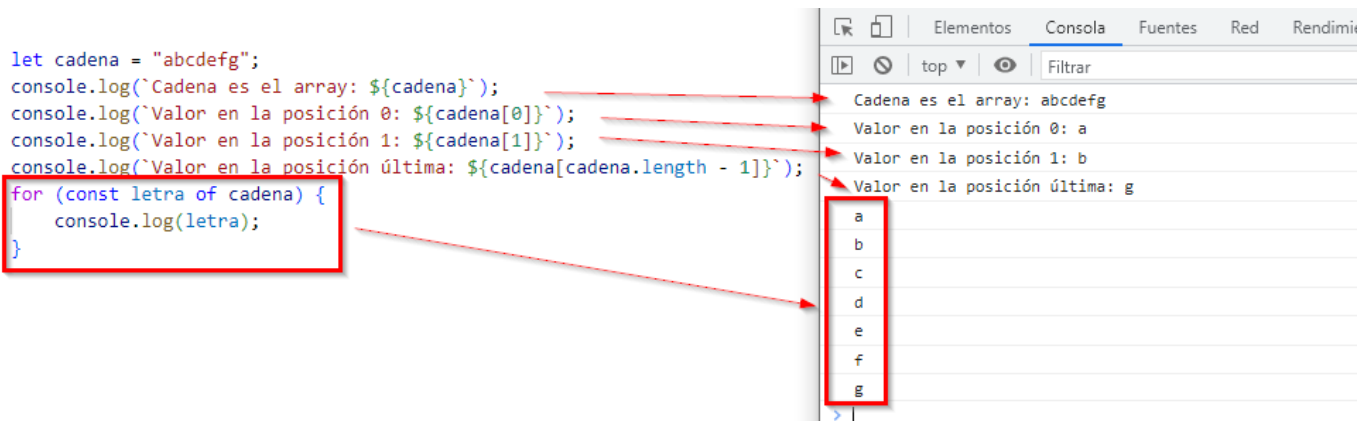 let cadena = "abcdefg";
console.log(`Cadena es el array: ${cadena}`);
console.log(`Valor en la posición 0: ${cadena[0]}`);
console.log(`Valor en la posición 1: ${cadena[1]}`);
console.log(`Valor en la posición última: ${cadena[cadena.length - 1]}`);
for (const letra of cadena) {
    console.log(letra);
}
Elementos Consola Fuentes Red Rendimie
top ▼ Filtrar
Cadena es el array: abcdefg
Valor en la posición 0: a
Valor en la posición 1: b
Valor en la posición última: g
a
b
c
d
e
f
g
>